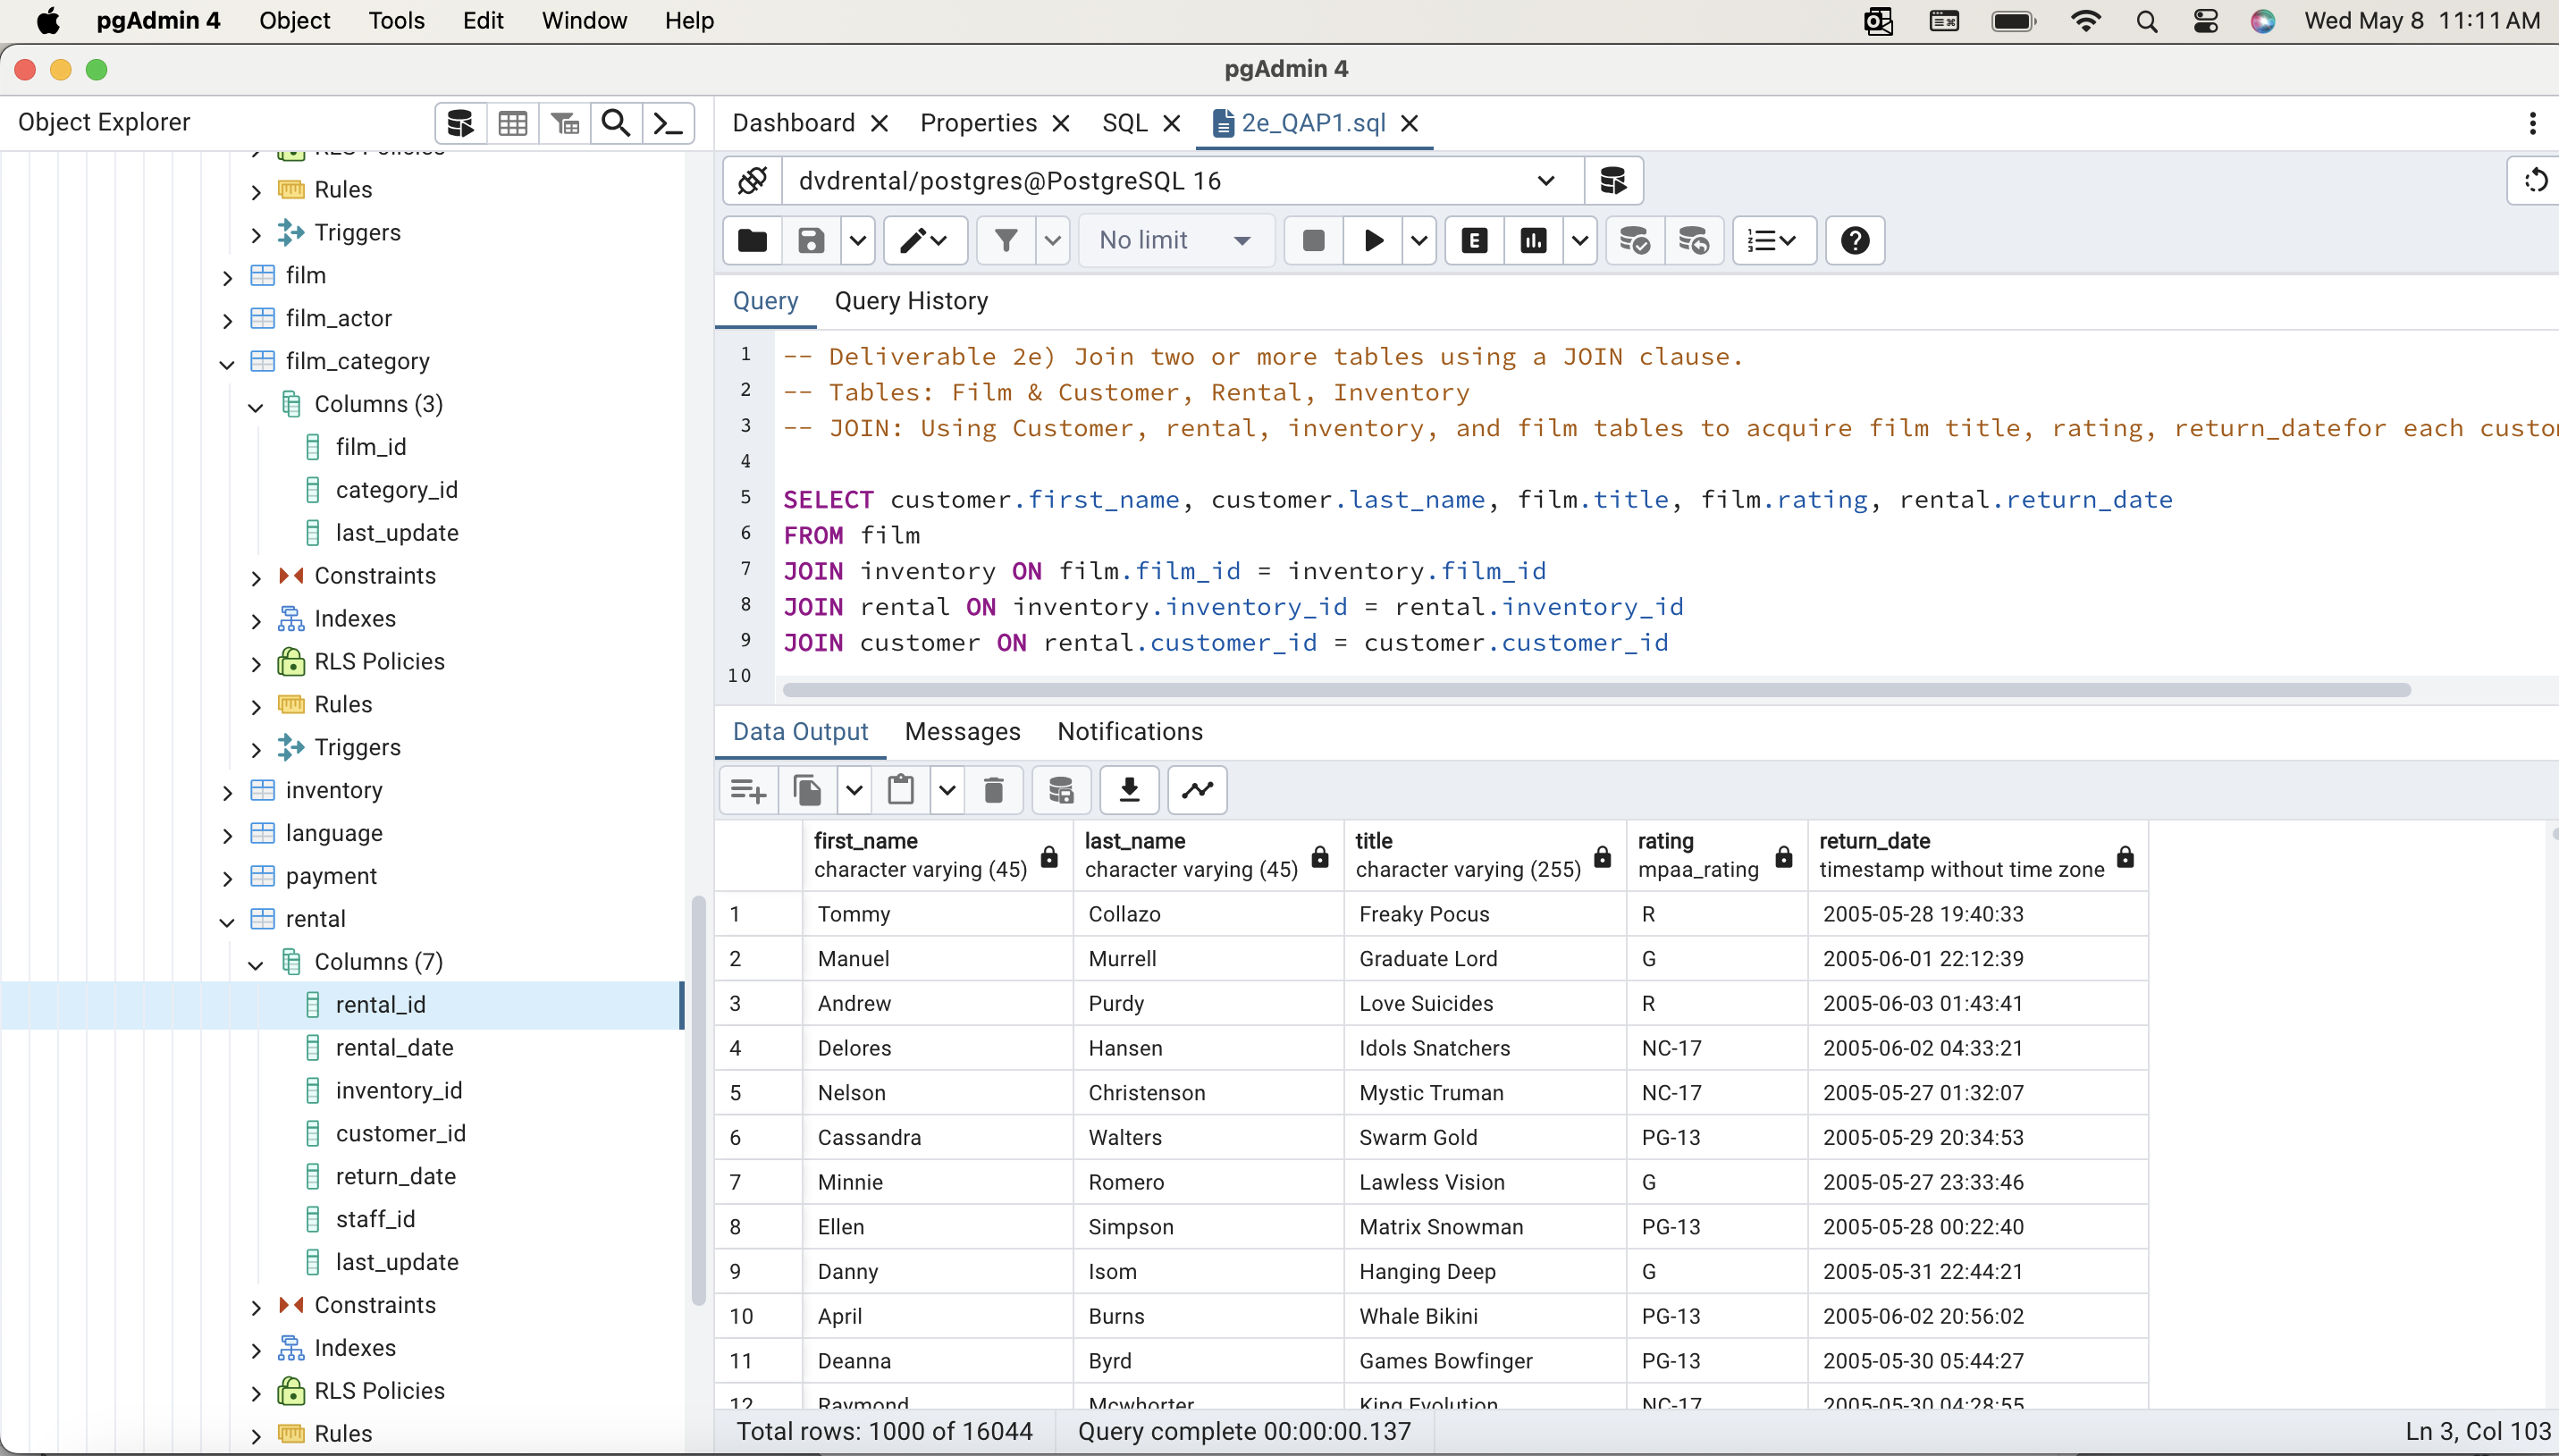 pgAdmin 4 Object Tools Edit Window Help Wed May 8 11:11 AM
pgAdmin 4
Object Explorer
RLS Policies
Rules
Triggers
film
film_actor
film_category
Columns (3)
film_id
category_id
last_update
Constraints
Indexes
RLS Policies
Rules
Triggers
inventory
language
payment
rental
Columns (7)
rental_id
rental_date
inventory_id
customer_id
return_date
staff_id
last_update
Constraints
Indexes
RLS Policies
Rules
Dashboard Properties SQL 2e_QAP1.sql
dvdrental/postgres@PostgreSQL 16
No limit E
Query Query History
1 -- Deliverable 2e) Join two or more tables using a JOIN clause.
2 -- Tables: Film & Customer, Rental, Inventory
3 -- JOIN: Using Customer, rental, inventory, and film tables to acquire film title, rating, return_datefor each
4
5 SELECT customer.first_name, customer.last_name, film.title, film.rating, rental.return_date
6 FROM film
7 JOIN inventory ON film.film_id = inventory.film_id
8 JOIN rental ON inventory.inventory_id = rental.inventory_id
9 JOIN customer ON rental.customer_id = customer.customer_id
10
Data Output Messages Notifications
first_name last_name title rating return_date
character varying (45) character varying (45) character varying (255) mpaa_rating timestamp without time zone
1 Tommy Collazo Freaky Pocus R 2005-05-28 19:40:33
2 Manuel Murrell Graduate Lord G 2005-06-01 22:12:39
3 Andrew Purdy Love Suicides R 2005-06-03 01:43:41
4 Delores Hansen Idols Snatchers NC-17 2005-06-02 04:33:21
5 Nelson Christenson Mystic Truman NC-17 2005-05-27 01:32:07
6 Cassandra Walters Swarm Gold PG-13 2005-05-29 20:34:53
7 Minnie Romero Lawless Vision G 2005-05-27 23:33:46
8 Ellen Simpson Matrix Snowman PG-13 2005-05-28 00:22:40
9 Danny Isom Hanging Deep G 2005-05-31 22:44:21
10 April Burns Whale Bikini PG-13 2005-06-02 20:56:02
11 Deanna Byrd Games Bowfinger PG-13 2005-05-30 05:44:27
12 Raymond Mcwhorter King Evolution NC-17 2005-05-30 04:28:55
Total rows: 1000 of 16044 Query complete 00:00:00.137 Ln 3, Col 103